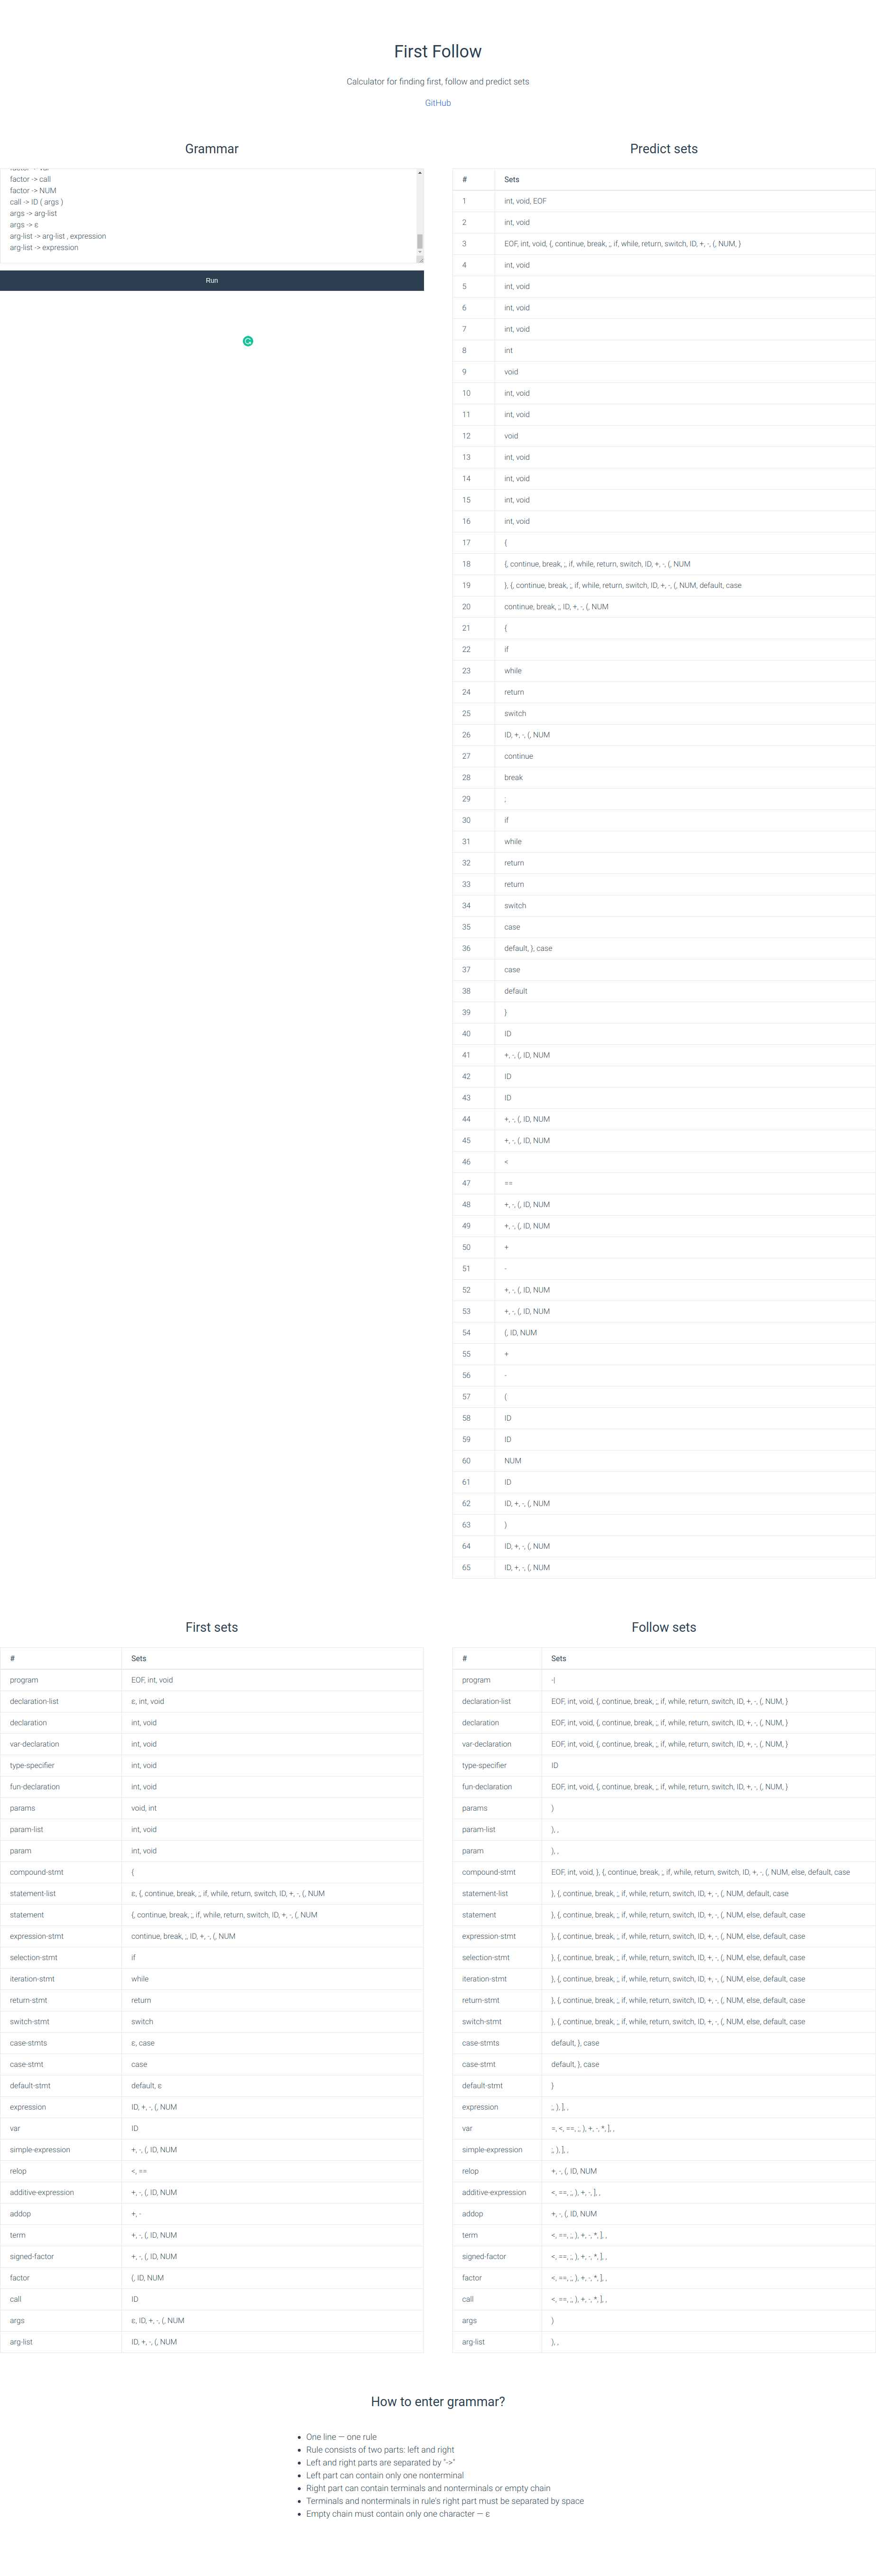 First Follow
Calculator for finding first, follow and predict sets
GitHub
Grammar
factor -> var
factor -> call
factor -> NUM
call -> ID ( args )
args -> arg-list
args -> ε
arg-list -> arg-list , expression
arg-list -> expression
Run
Predict sets
# Sets
1 int, void, EOF
2 int, void
3 EOF, int, void, {, continue, break, ;, if, while, return, switch, ID, +, -, (, NUM, }
4 int, void
5 int, void
6 int, void
7 int, void
8 int
9 void
10 int, void
11 int, void
12 void
13 int, void
14 int, void
15 int, void
16 int, void
17 {
18 {, continue, break, ;, if, while, return, switch, ID, +, -, (, NUM
19 }, {, continue, break, ;, if, while, return, switch, ID, +, -, (, NUM, default, case
20 continue, break, ;, ID, +, -, (, NUM
21 {
22 if
23 while
24 return
25 switch
26 ID, +, -, (, NUM
27 continue
28 break
29 ;
30 if
31 while
32 return
33 return
34 switch
35 case
36 default, }, case
37 case
38 default
39 }
40 ID
41 +, -, (, ID, NUM
42 ID
43 ID
44 +, -, (, ID, NUM
45 +, -, (, ID, NUM
46 <
47 ==
48 +, -, (, ID, NUM
49 +, -, (, ID, NUM
50 +
51 -
52 +, -, (, ID, NUM
53 +, -, (, ID, NUM
54 (, ID, NUM
55 +
56 -
57 (
58 ID
59 ID
60 NUM
61 ID
62 ID, +, -, (, NUM
63 )
64 ID, +, -, (, NUM
65 ID, +, -, (, NUM
First sets
# Sets
program EOF, int, void
declaration-list ε, int, void
declaration int, void
var-declaration int, void
type-specifier int, void
fun-declaration int, void
params void, int
param-list int, void
param int, void
compound-stmt {
statement-list ε, {, continue, break, ;, if, while, return, switch, ID, +, -, (, NUM
statement {, continue, break, ;, if, while, return, switch, ID, +, -, (, NUM
expression-stmt continue, break, ;, ID, +, -, (, NUM
selection-stmt if
iteration-stmt while
return-stmt return
switch-stmt switch
case-stmts ε, case
case-stmt case
default-stmt default, ε
expression ID, +, -, (, NUM
var ID
simple-expression +, -, (, ID, NUM
relop <, ==
additive-expression +, -, (, ID, NUM
addop +, -
term +, -, (, ID, NUM
signed-factor +, -, (, ID, NUM
factor (, ID, NUM
call ID
args ε, ID, +, -, (, NUM
arg-list ID, +, -, (, NUM
Follow sets
# Sets
program -|
declaration-list EOF, int, void, {, continue, break, ;, if, while, return, switch, ID, +, -, (, NUM, }
declaration EOF, int, void, {, continue, break, ;, if, while, return, switch, ID, +, -, (, NUM, }
var-declaration EOF, int, void, {, continue, break, ;, if, while, return, switch, ID, +, -, (, NUM, }
type-specifier ID
fun-declaration EOF, int, void, {, continue, break, ;, if, while, return, switch, ID, +, -, (, NUM, }
params )
param-list ), ,
param ), ,
compound-stmt EOF, int, void, }, {, continue, break, ;, if, while, return, switch, ID, +, -, (, NUM, else, default, case
statement-list }, {, continue, break, ;, if, while, return, switch, ID, +, -, (, NUM, default, case
statement }, {, continue, break, ;, if, while, return, switch, ID, +, -, (, NUM, else, default, case
expression-stmt }, {, continue, break, ;, if, while, return, switch, ID, +, -, (, NUM, else, default, case
selection-stmt }, {, continue, break, ;, if, while, return, switch, ID, +, -, (, NUM, else, default, case
iteration-stmt }, {, continue, break, ;, if, while, return, switch, ID, +, -, (, NUM, else, default, case
return-stmt }, {, continue, break, ;, if, while, return, switch, ID, +, -, (, NUM, else, default, case
switch-stmt }, {, continue, break, ;, if, while, return, switch, ID, +, -, (, NUM, else, default, case
case-stmts default, }, case
case-stmt default, }, case
default-stmt }
expression ;, ), ], ,
var =, <, ==, ;, ), +, -, *, ], ,
simple-expression ;, ), ], ,
relop +, -, (, ID, NUM
additive-expression <, ==, ;, ), +, -, ], ,
addop +, -, (, ID, NUM
term <, ==, ;, ), +, -, *, ], ,
signed-factor <, ==, ;, ), +, -, *, ], ,
factor <, ==, ;, ), +, -, *, ], ,
call <, ==, ;, ), +, -, *, ], ,
args )
arg-list ), ,
How to enter grammar?
• One line — one rule
• Rule consists of two parts: left and right
• Left and right parts are separated by "->"
• Left part can contain only one nonterminal
• Right part can contain terminals and nonterminals or empty chain
• Terminals and nonterminals in rule's right part must be separated by space
• Empty chain must contain only one character — ε